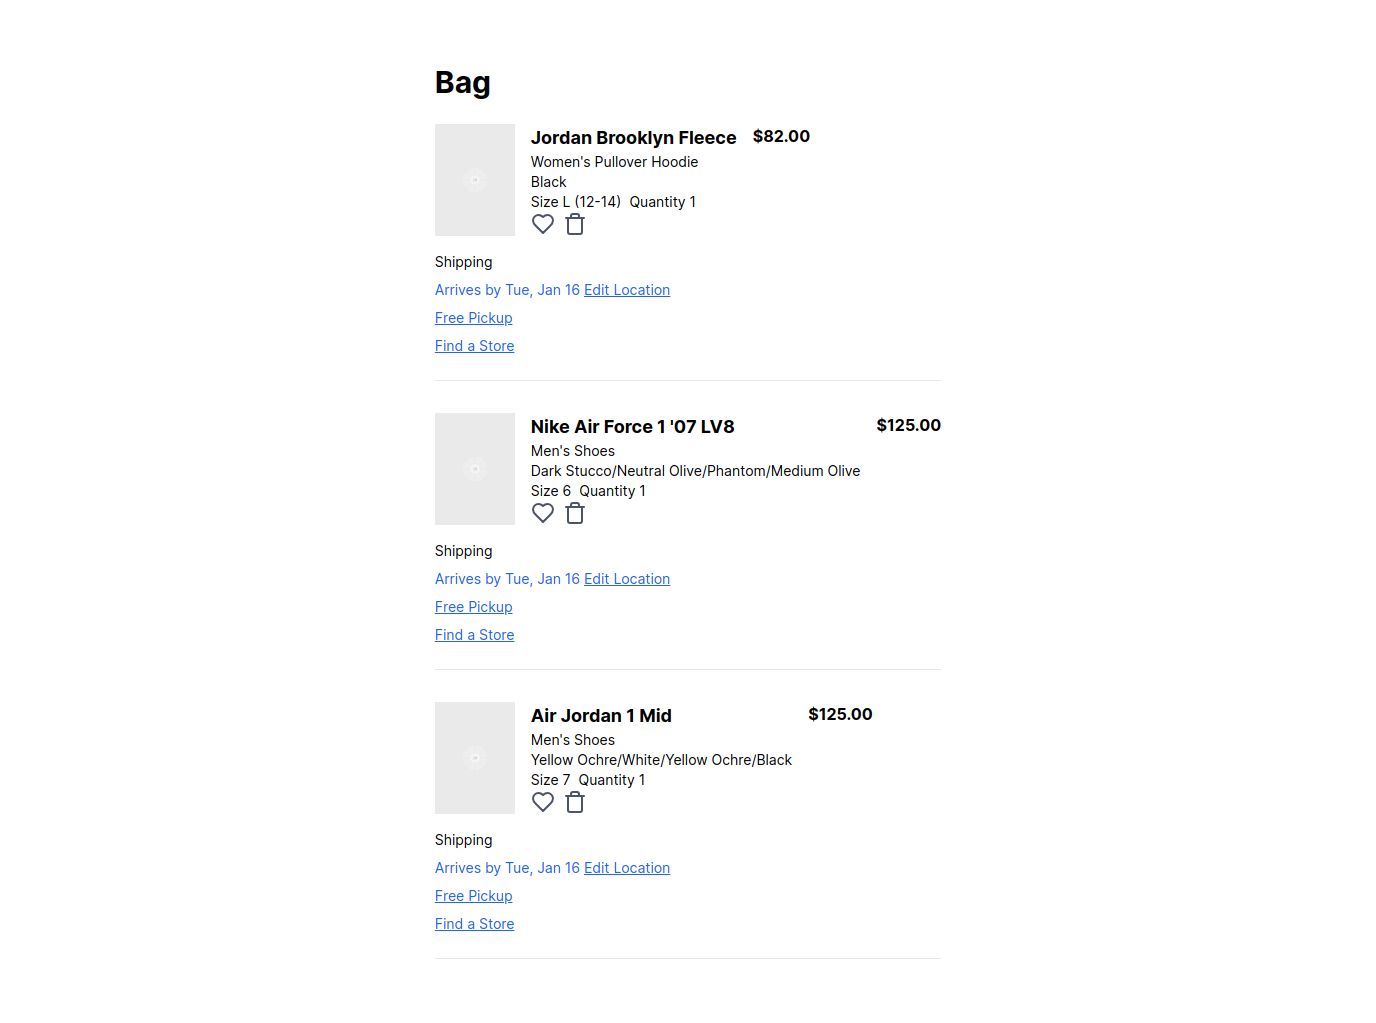 Bag
Jordan Brooklyn Fleece $82.00
Women's Pullover Hoodie
Black
Size L (12-14) Quantity 1
Shipping
Arrives by Tue, Jan 16 Edit Location
Free Pickup
Find a Store
Nike Air Force 1 '07 LV8 $125.00
Men's Shoes
Dark Stucco/Neutral Olive/Phantom/Medium Olive
Size 6 Quantity 1
Shipping
Arrives by Tue, Jan 16 Edit Location
Free Pickup
Find a Store
Air Jordan 1 Mid $125.00
Men's Shoes
Yellow Ochre/White/Yellow Ochre/Black
Size 7 Quantity 1
Shipping
Arrives by Tue, Jan 16 Edit Location
Free Pickup
Find a Store